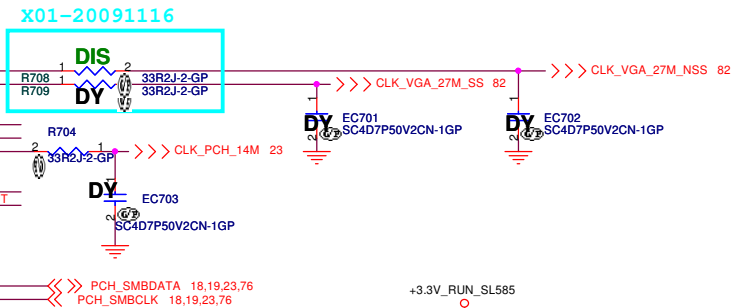 X01-20091116
DIS
1 2
R708 33R2J-2-GP
R709 1 33R2J-2-GP
DY
CLK_VGA_27M_NSS 82
CLK_VGA_27M_SS 82
1 EC701
DY SC4D7P50V2CN-1GP
2
1 EC702
DY SC4D7P50V2CN-1GP
2
R704
2 1 CLK_PCH_14M 23
33R2J-2-GP
1
DY EC703
2
SC4D7P50V2CN-1GP
T
PCH_SMBDATA 18,19,23,76
PCH_SMBCLK 18,19,23,76
+3.3V_RUN_SL585